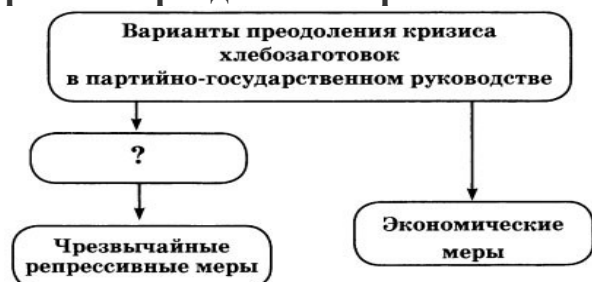 Варианты преодоления кризиса
хлебозаготовок
в партийно-государственном руководстве
?
Чрезвычайные
репрессивные меры
Экономические
меры